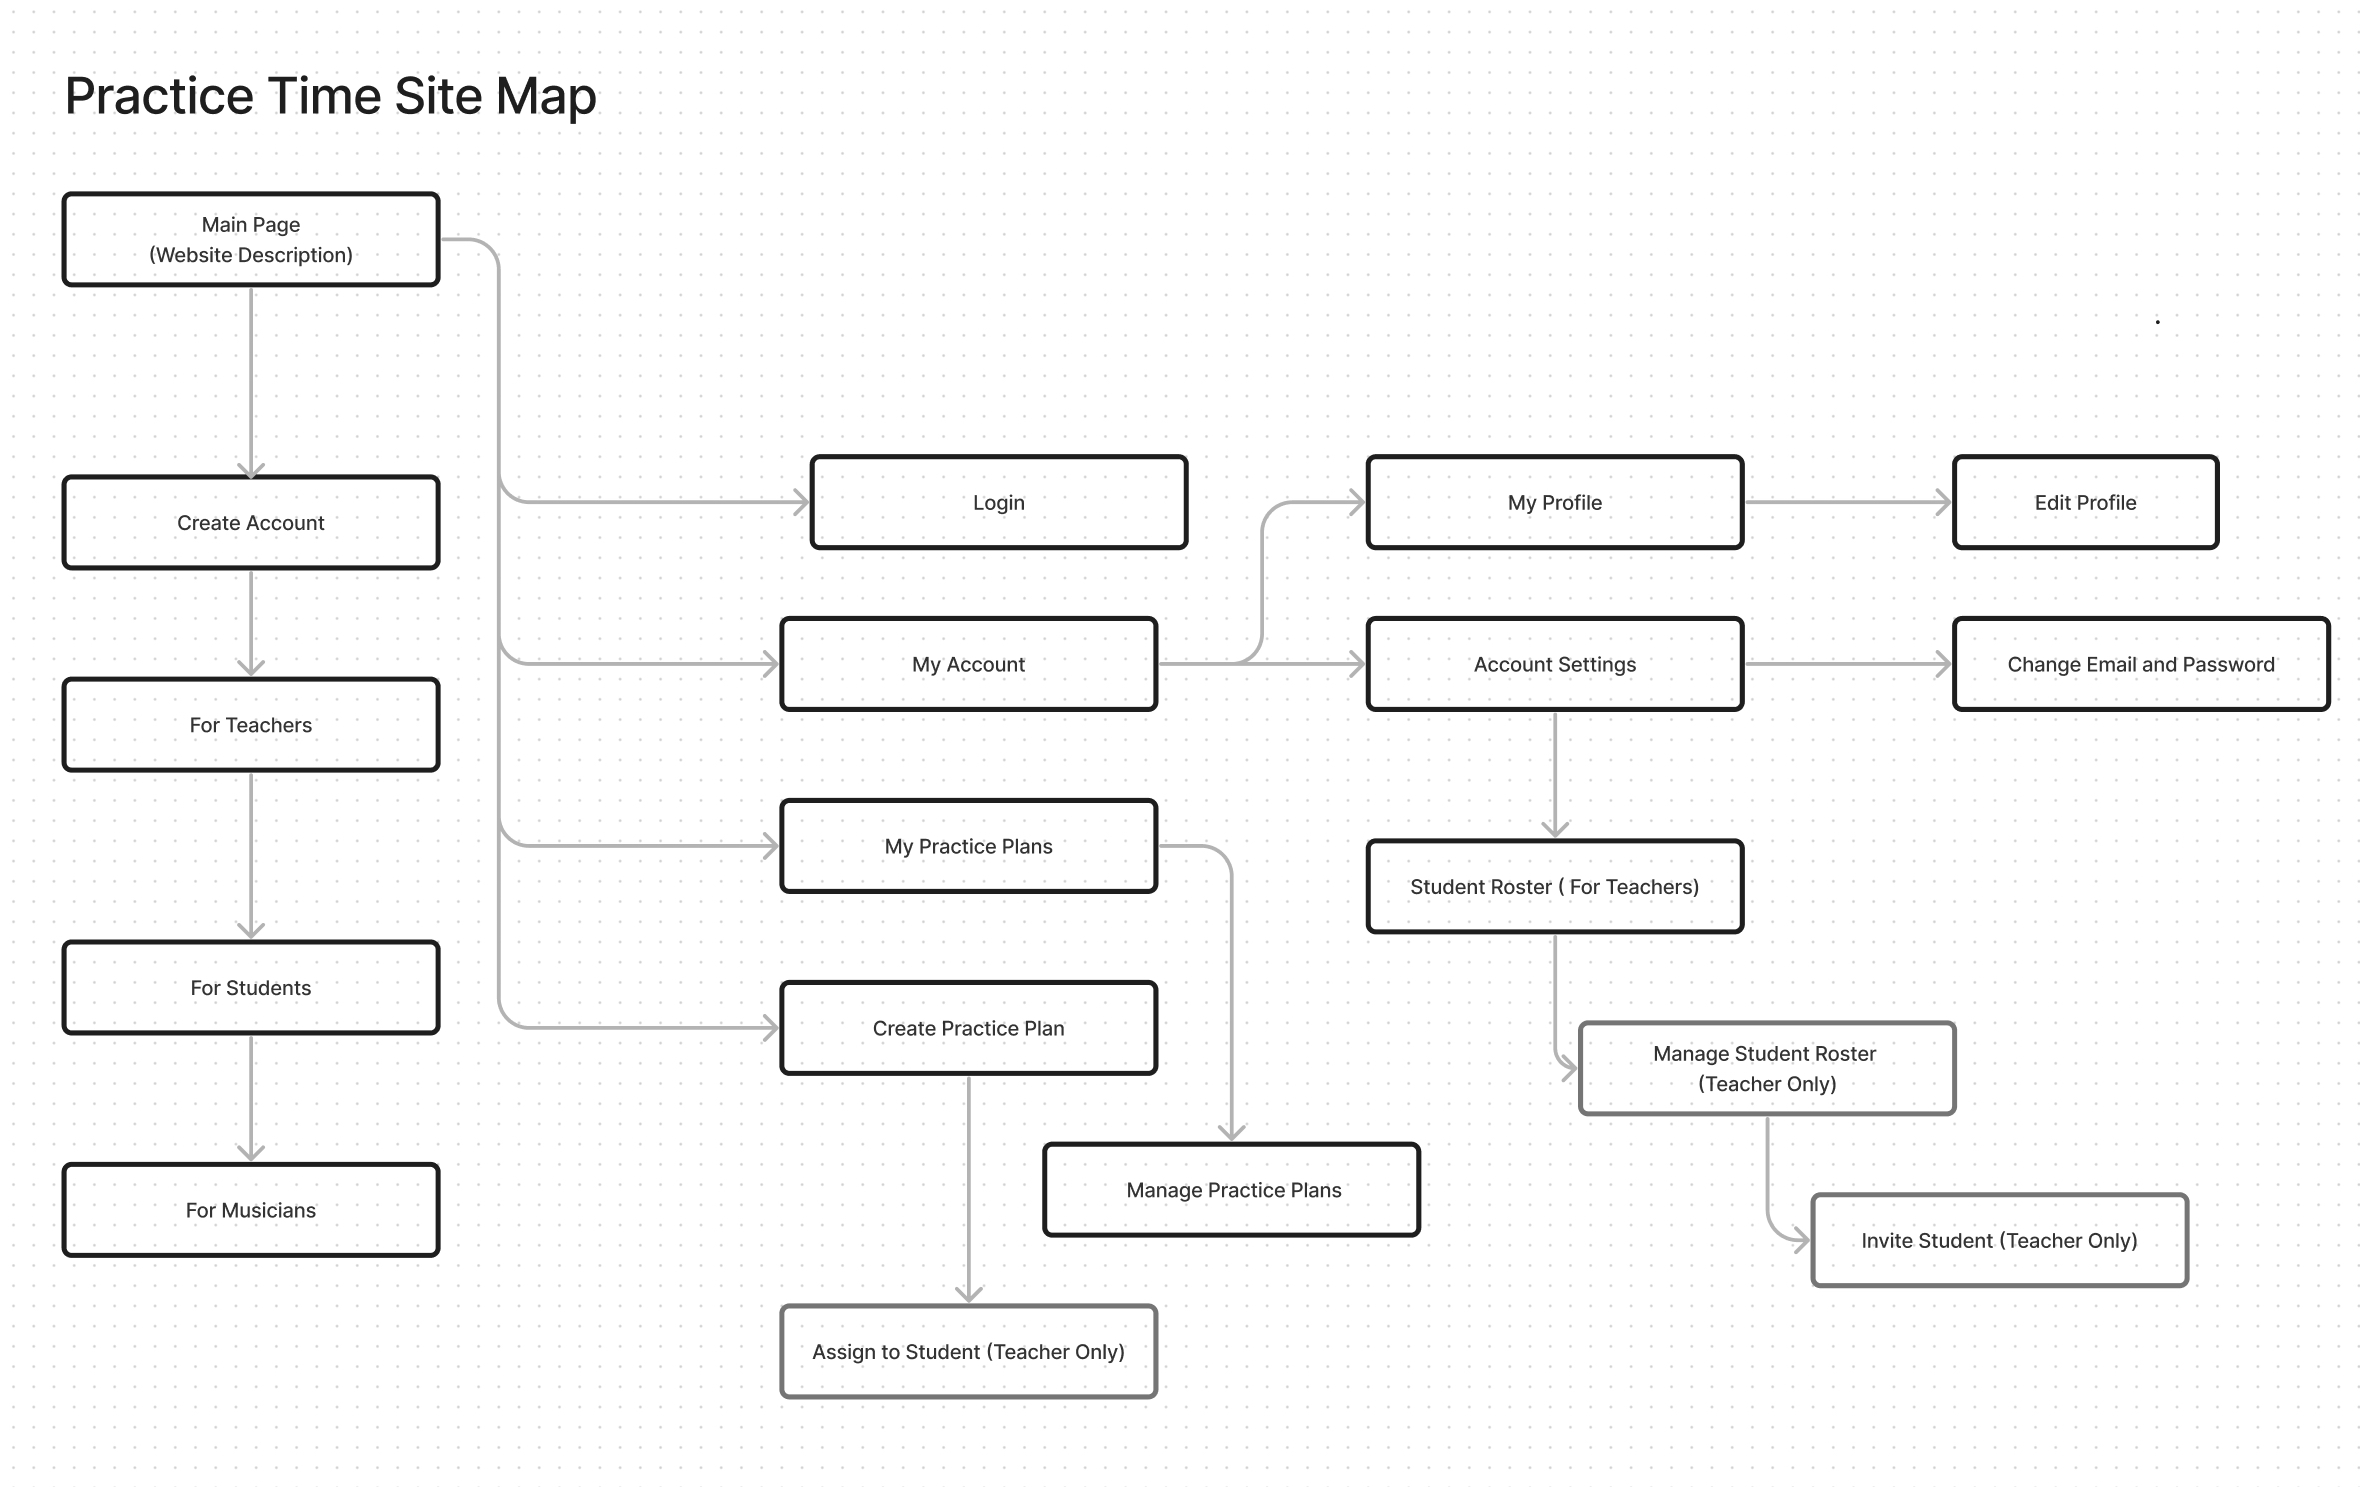 Practice Time Site Map
Main Page
(Website Description)
Create Account
For Teachers
For Students
For Musicians
Login
My Account
My Practice Plans
Create Practice Plan
Assign to Student (Teacher Only)
Manage Practice Plans
My Profile
Edit Profile
Account Settings
Change Email and Password
Student Roster ( For Teachers)
Manage Student Roster
(Teacher Only)
Invite Student (Teacher Only)